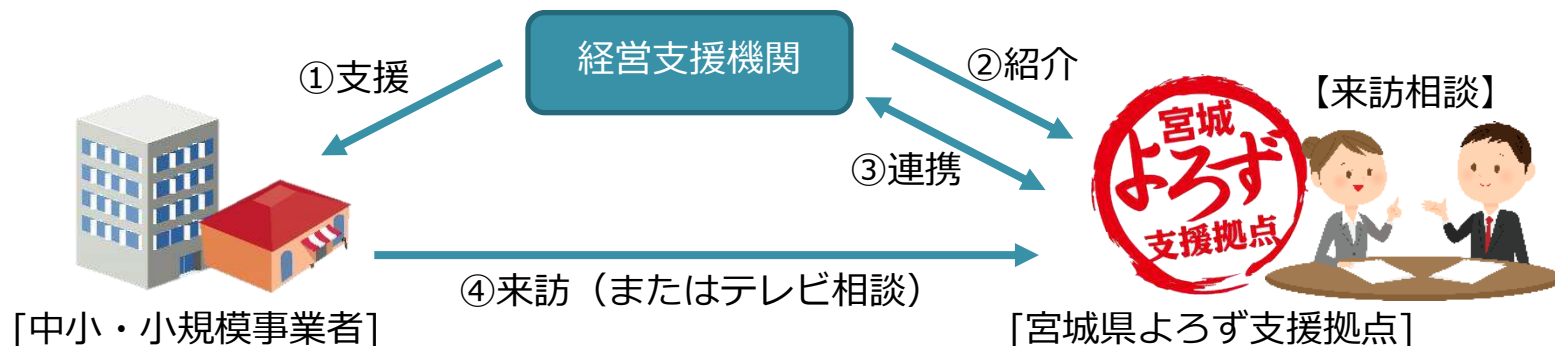 経営支援機関
①支援
②紹介
【来訪相談】
宮城
よろず
支援拠点
③連携
④来訪（またはテレビ相談）
[中小・小規模事業者]
[宮城県よろず支援拠点]